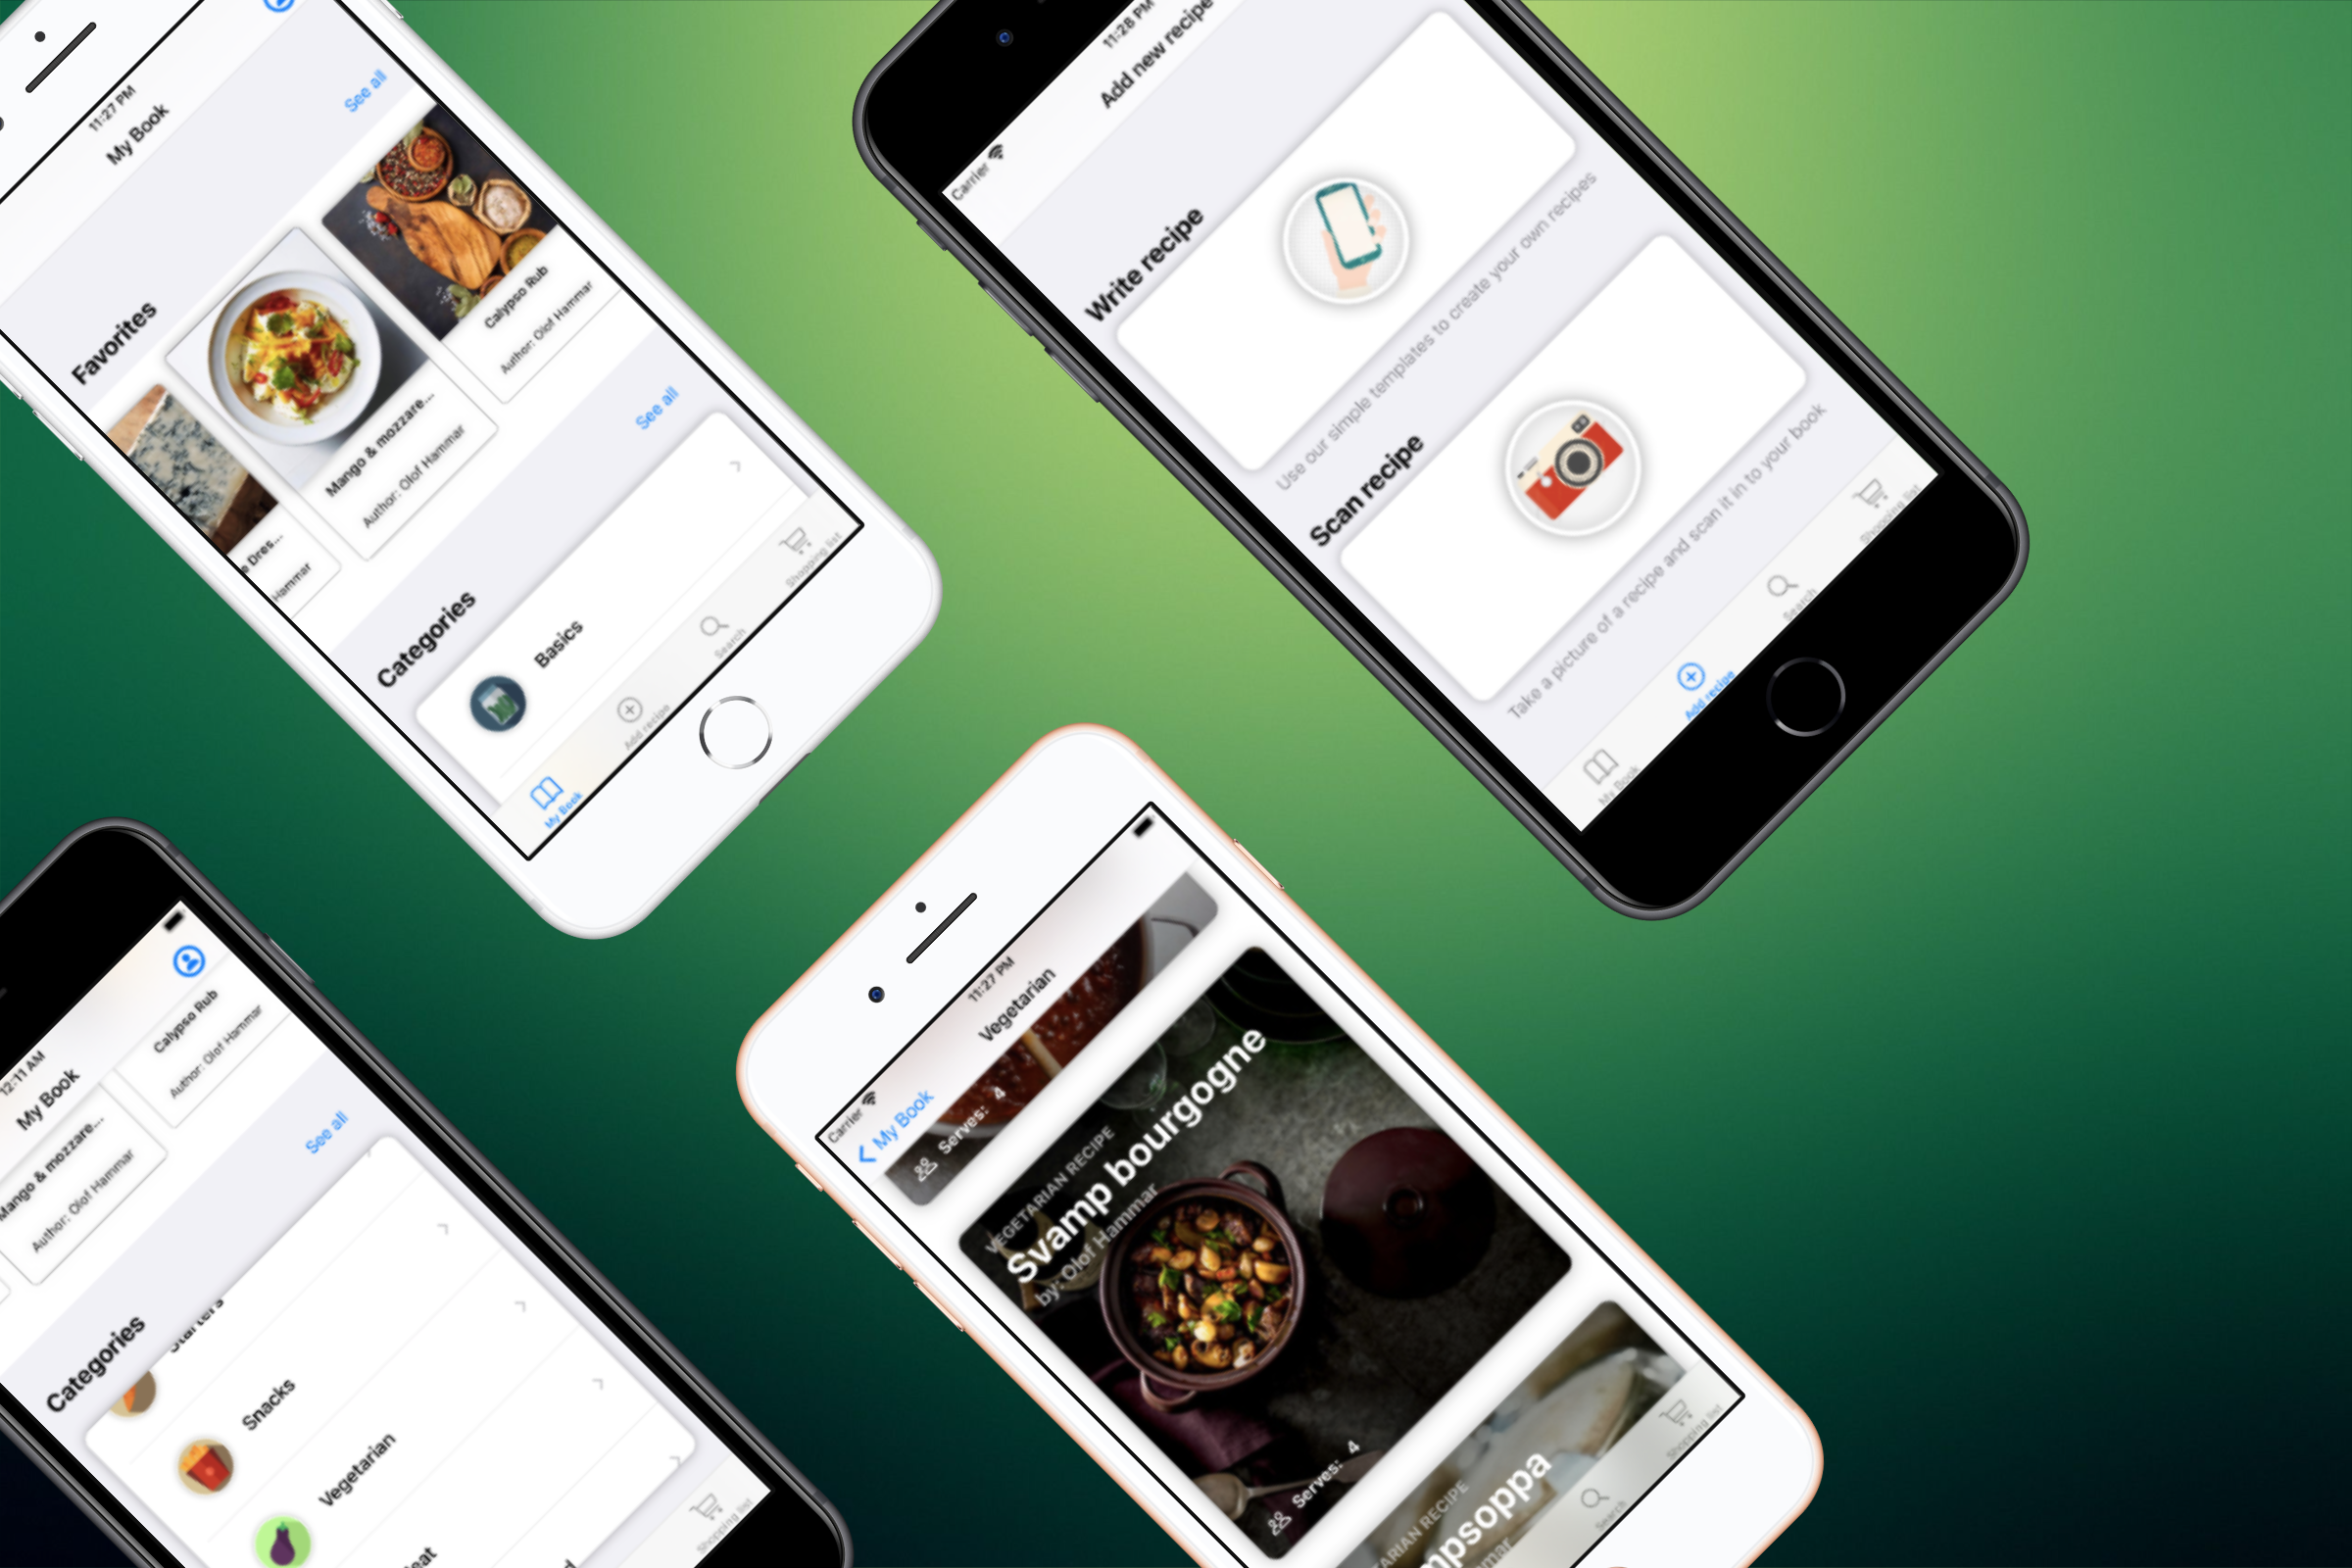 11:27 PM
My Book
Favorites
See all
e Dres...
Hammar
Mango & mozzare...
Author: Olof Hammar
Calypso Rub
Author: Olof Hammar
Categories
See all
Basics
My Book
Add recipe
Search
Shopping list
Carrier
11:28 PM
Add new recipe
Write recipe
Use our simple templates to create your own recipes
Scan recipe
Take a picture of a recipe and scan it in to your book
My Book
Add recipe
Search
Shopping list
12:11 AM
My Book
Mango & mozzare...
Author: Olof Hammar
Calypso Rub
Author: Olof Hammar
Categories
See all
Starters
Snacks
Vegetarian
eat
Shopping list
Carrier
11:27 PM
My Book
Vegetarian
Serves: 4
VEGETARIAN RECIPE
Svamp bourgogne
by: Olof Hammar
Serves: 4
TARIAN RECIPE
mpsoppa
mmar
Search
Shopping list